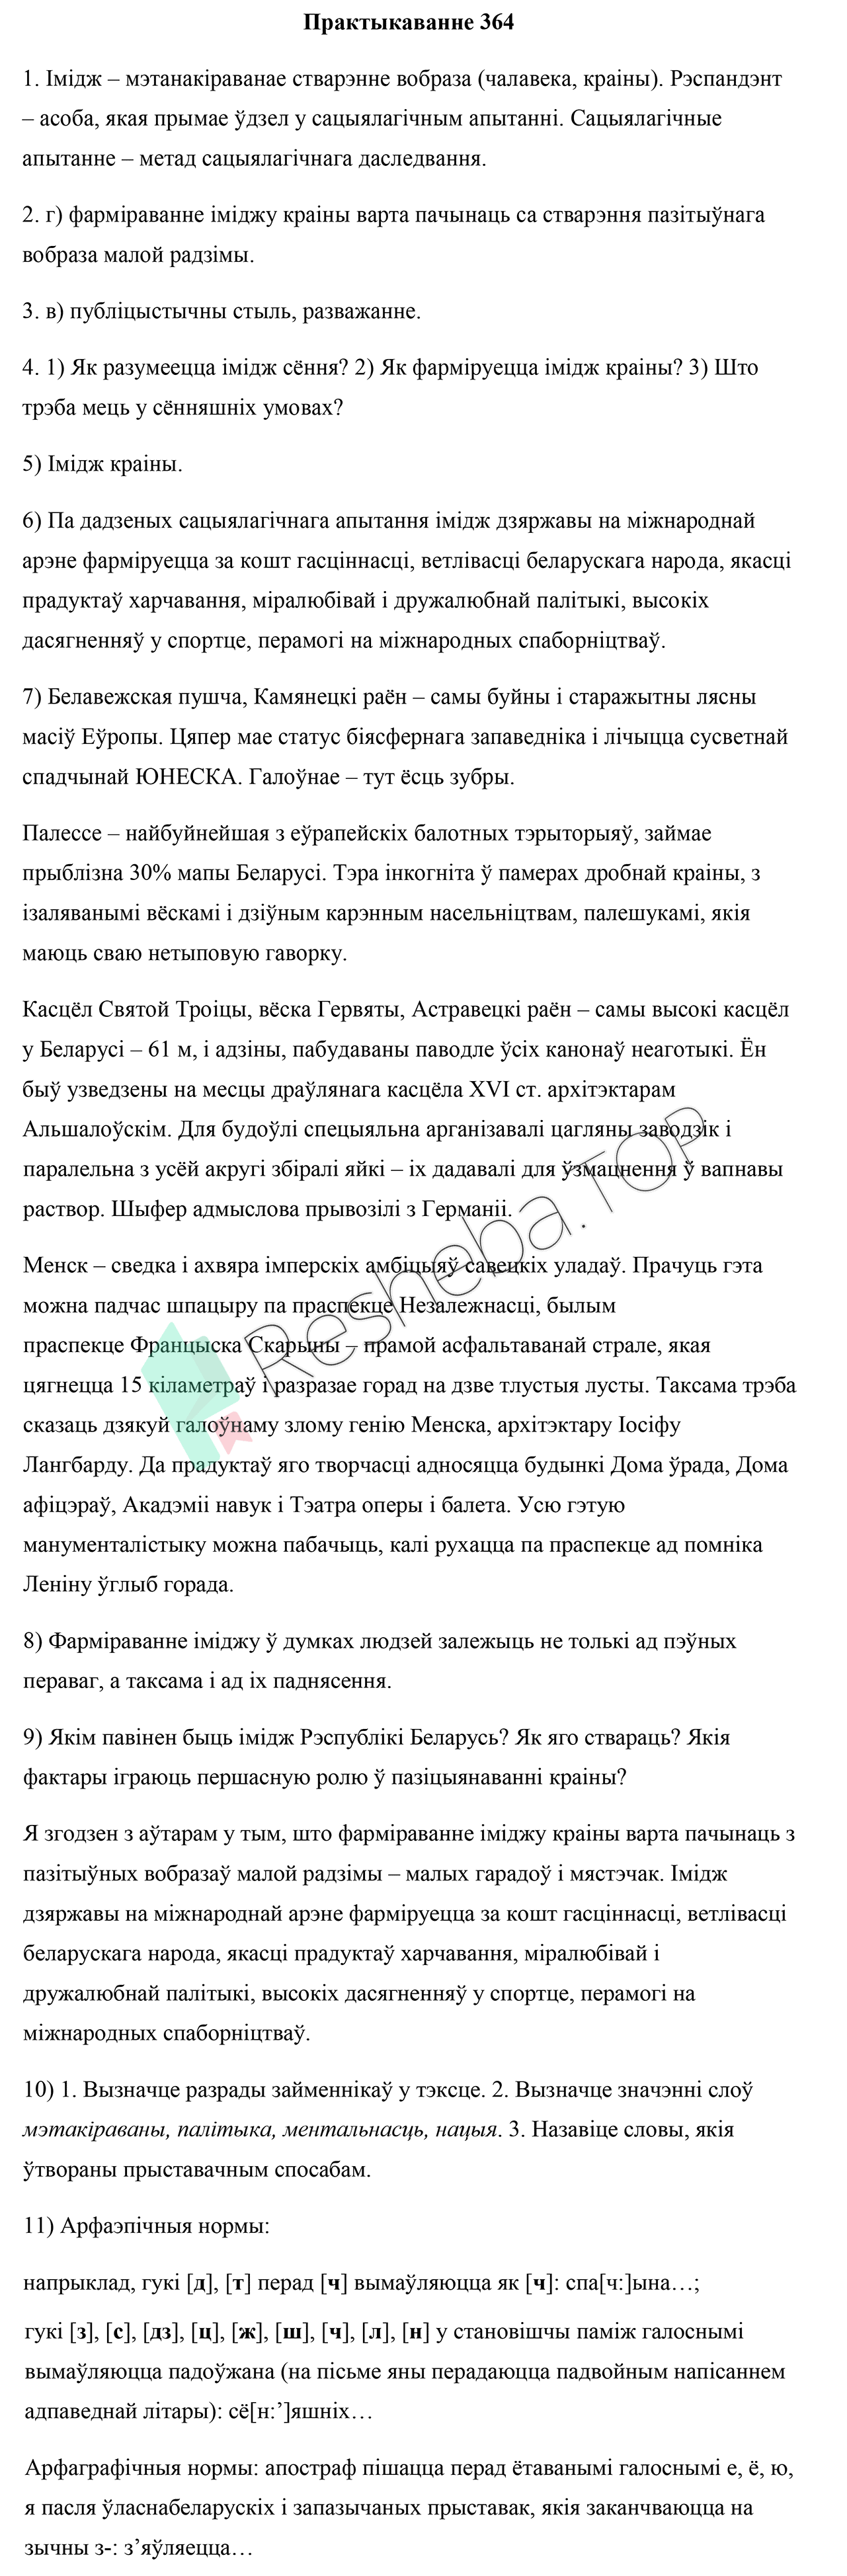 Практыкаванне 364
1. Імідж – мэтанакіраванае стварэнне вобраза (чалавека, краіны). Рэспандэнт
– асоба, якая прымае ўдзел у сацыялагічным апытанні. Сацыялагічные
апытанне – метад сацыялагічнага даследвання.
2. г) фарміраванне іміджу краіны варта пачынаць са стварэння пазітыўнага
вобраза малой радзімы.
3. в) публіцыстычны стыль, разважанне.
4. 1) Як разумеецца імідж сёння? 2) Як фарміруецца імідж краіны? 3) Што
трэба мець у сённяшніх умовах?
5) Імідж краіны.
6) Па дадзеных сацыялагічнага апытання імідж дзяржавы на міжнароднай
арэне фарміруецца за кошт гасціннасці, ветлівасці беларускага народа, якасці
прадуктаў харчавання, міралюбівай і дружалюбнай палітыкі, высокіх
дасягненняў у спортце, перамогі на міжнародных спаборніцтваў.
7) Белавежская пушча, Камянецкі раён – самы буйны і старажытны лясны
масіў Еўропы. Цяпер мае статус біясфернага запаведніка і лічыцца сусветнай
спадчынай ЮНЕСКА. Галоўнае – тут ёсць зубры.
Палессе – найбуйнейшая з еўрапейскіх балотных тэрыторыяў, займае
прыблізна 30% мапы Беларусі. Тэра інкогніта ў памерах дробнай краіны, з
ізаляванымі вёскамі і дзіўным карэнным насельніцтвам, палешукамі, якія
маюць сваю нетыповую гаворку.
Касцёл Святой Троіцы, вёска Гервяты, Астравецкі раён – самы высокі касцёл
у Беларусі – 61 м, і адзіны, пабудаваны паводле ўсіх канонаў неаготыкі. Ён
быў узведзены на месцы драўлянага касцёла XVI ст. архітэктарам
Альшалоўскім. Для будоўлі спецыяльна арганізавалі цагляны заводзік і
паралельна з усёй акругі збіралі яйкі – іх дадавалі для ўзмацнення ў вапнавы
раствор. Шыфер адмыслова прывозілі з Германіі.
Менск – сведка і ахвяра імперскіх амбіцыяў савецкіх уладаў. Прачуць гэта
можна падчас шпацыру па праспекце Незалежнасці, былым
праспекце Францыска Скарыны – прамой асфальтаванай страле, якая
цягнецца 15 кіламетраў і разразае горад на дзве тлустыя лусты. Таксама трэба
сказаць дзякуй галоўнаму злому генію Менска, архітэктару Іосіфу
Лангбарду. Да прадуктаў яго творчасці адносяцца будынкі Дома ўрада, Дома
афіцэраў, Акадэміі навук і Тэатра оперы і балета. Усю гэтую
манументалістыку можна пабачыць, калі рухацца па праспекце ад помніка
Леніну ўглыб горада.
8) Фарміраванне іміджу ў думках людзей залежыць не толькі ад пэўных
пераваг, а таксама і ад іх паднясення.
9) Якім павінен быць імідж Рэспублікі Беларусь? Як яго ствараць? Якія
фактары іграюць першасную ролю ў пазіцыянаванні краіны?
Я згодзен з аўтарам у тым, што фарміраванне іміджу краіны варта пачынаць з
пазітыўных вобразаў малой радзімы – малых гарадоў і мястэчак. Імідж
дзяржавы на міжнароднай арэне фарміруецца за кошт гасціннасці, ветлівасці
беларускага народа, якасці прадуктаў харчавання, міралюбівай і
дружалюбнай палітыкі, высокіх дасягненняў у спортце, перамогі на
міжнародных спаборніцтваў.
10) 1. Вызначце разрады займеннікаў у тэксце. 2. Вызначце значэнні слоў
мэтакіраваны, палітыка, ментальнасць, нацыя. 3. Назавіце словы, якія
ўтвораны прыставачным спосабам.
11) Арфаэпічныя нормы:
напрыклад, гукі [д], [т] перад [ч] вымаўляюцца як [ч]: спа[ч:]ына…;
гукі [з], [с], [дз], [ц], [ж], [ш], [ч], [л], [н] у становішчы паміж галоснымі
вымаўляюцца падоўжана (на пісьме яны перадаюцца падвойным напісаннем
адпаведнай літары): сё[н:’]яшніх…
Арфаграфічныя нормы: апостраф пішацца перад ётаванымі галоснымі е, ё, ю,
я пасля ўласнабеларускіх і запазычаных прыставак, якія заканчваюцца на
зычны з-: з’яўляецца…
Resheba.TOP